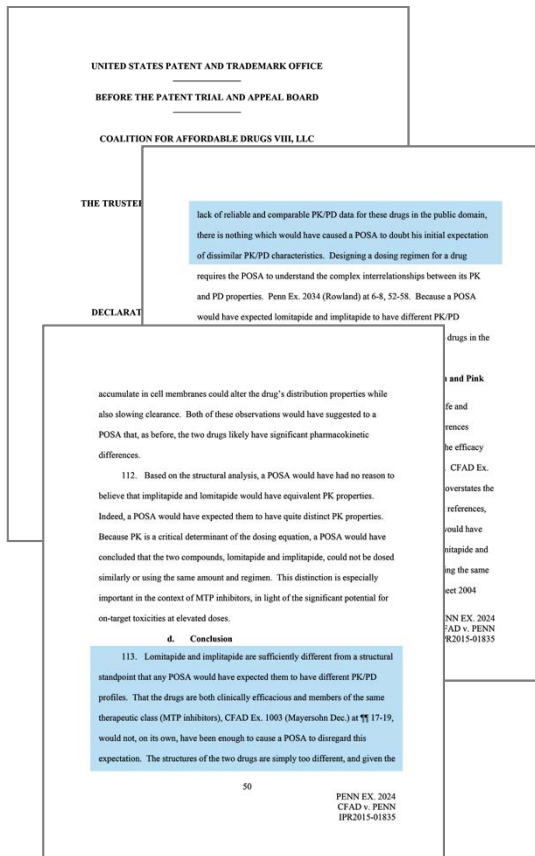 UNITED STATES PATENT AND TRADEMARK OFFICE
BEFORE THE PATENT TRIAL AND APPEAL BOARD
COALITION FOR AFFORDABLE DRUGS VIII, LLC
THE
lack of reliable and comparable PK/PD data for these drugs in the public domain,
there is nothing which would have caused a POSA to doubt his initial expectation
of dissimilar PK/PD characteristics. Designing a dosing regimen for a drug
requires the POSA to understand the complex interrelationships between its PK
and PD properties. Penn Ex. 2034 (Rowland) at 6-8, 52-58. Because a POSA
would have expected lomitapide and implitapide to have different PK/PD
drugs in the
and Pink
and
efficacy
CFAD Ex.
overstates the
references,
would have
and
the same
2004
EX. 2024
v. PENN
accumulate in cell membranes could alter the drug's distribution properties while
also slowing clearance. Both of these observations would have suggested to a
POSA that, as before, the two drugs likely have significant pharmacokinetic
differences.
112. Based on the structural analysis, a POSA would have had no reason to
believe that implitapide and lomitapide would have equivalent PK properties.
Indeed, a POSA would have expected them to have quite distinct PK properties.
Because PK is a critical determinant of the dosing equation, a POSA would have
concluded that the two compounds, lomitapide and implitapide, could not be dosed
similarly or using the same amount and regimen. This distinction is especially
important in the context of MTP inhibitors, in light of the significant potential for
on-target toxicities at elevated doses.
d. Conclusion
113. Lomitapide and implitapide are sufficiently different from a structural
standpoint that any POSA would have expected them to have different PK/PD
profiles. That the drugs are both clinically efficacious and members of the same
therapeutic class (MTP inhibitors), CFAD Ex. 1003 (Mayersohn Dec.) at ¶¶ 17-19,
would not, on its own, have been enough to cause a POSA to disregard this
expectation. The structures of the two drugs are simply too different, and given the
50
PENN EX. 2024
CFAD v. PENN
IPR2015-01835